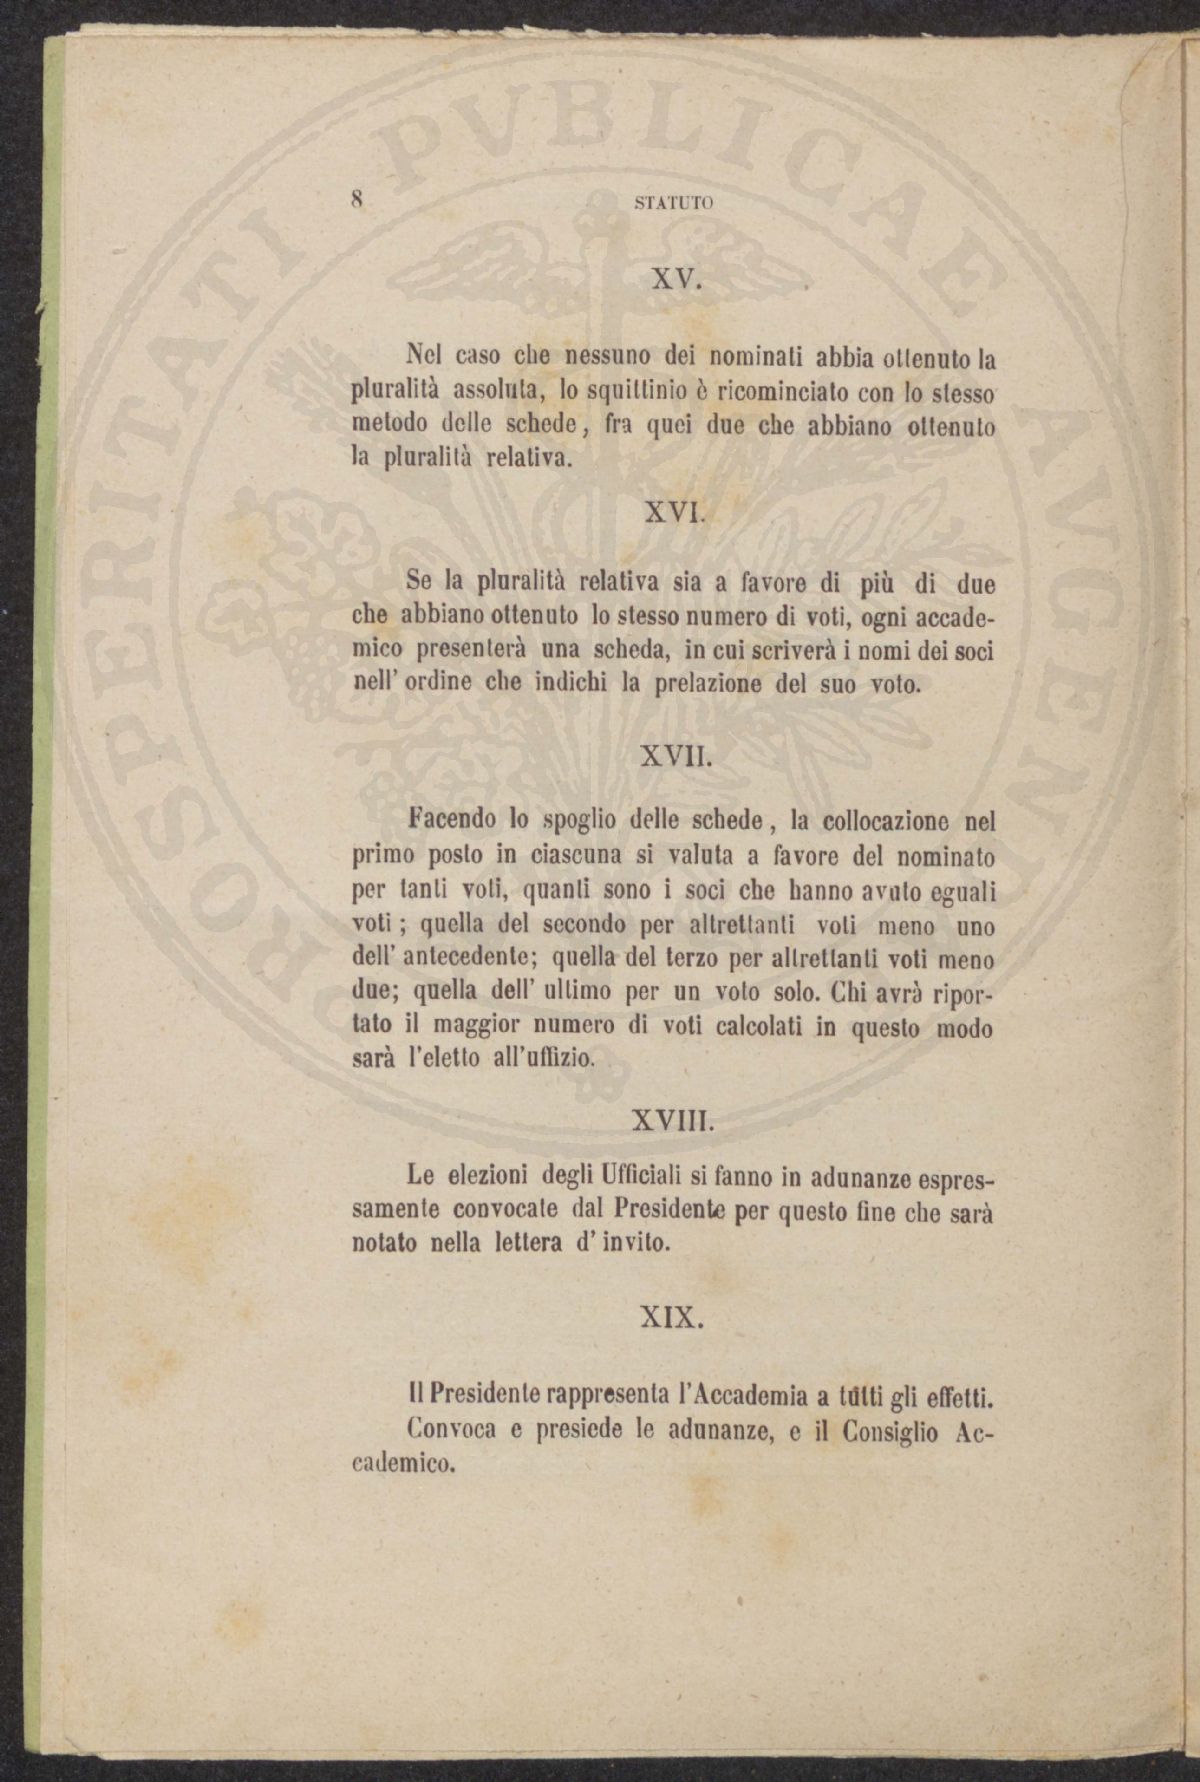 8 STATUTO
XV.
Nel caso che nessuno dei nominati abbia ottenuto la
pluralità assoluta, lo squittinio è ricominciato con lo stesso
metodo delle schede, fra quei due che abbiano ottenuto
la pluralità relativa.
XVI.
Se la pluralità relativa sia a favore di più di due
che abbiano ottenuto lo stesso numero di voti, ogni accade-
mico presenterà una scheda, in cui scriverà i nomi dei soci
nell' ordine che indichi la prelazione del suo voto.
XVII.
Facendo lo spoglio delle schede, la collocazione nel
primo posto in ciascuna si valuta a favore del nominato
per tanti voti, quanti sono i soci che hanno avuto eguali
voti; quella del secondo per altrettanti voti meno uno
dell' antecedente; quella del terzo per altrettanti voti meno
due; quella dell' ultimo per un voto solo. Chi avrà ripor-
tato il maggior numero di voti calcolati in questo modo
sarà l'eletto all'uffizio.
XVIII.
Le elezioni degli Ufficiali si fanno in adunanze espres-
samente convocate dal Presidente per questo fine che sarà
notato nella lettera d' invito.
XIX.
Il Presidente rappresenta l'Accademia a tutti gli effetti.
Convoca e presiede le adunanze, e il Consiglio Ac-
cademico.
PROSPERITATI PVBLICAE AVGENDAE